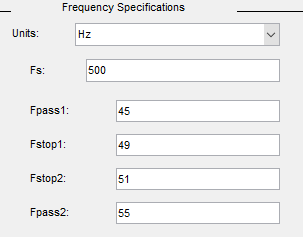 Frequency Specifications
Units: Hz
Fs: 500
Fpass1: 45
Fstop1: 49
Fstop2: 51
Fpass2: 55